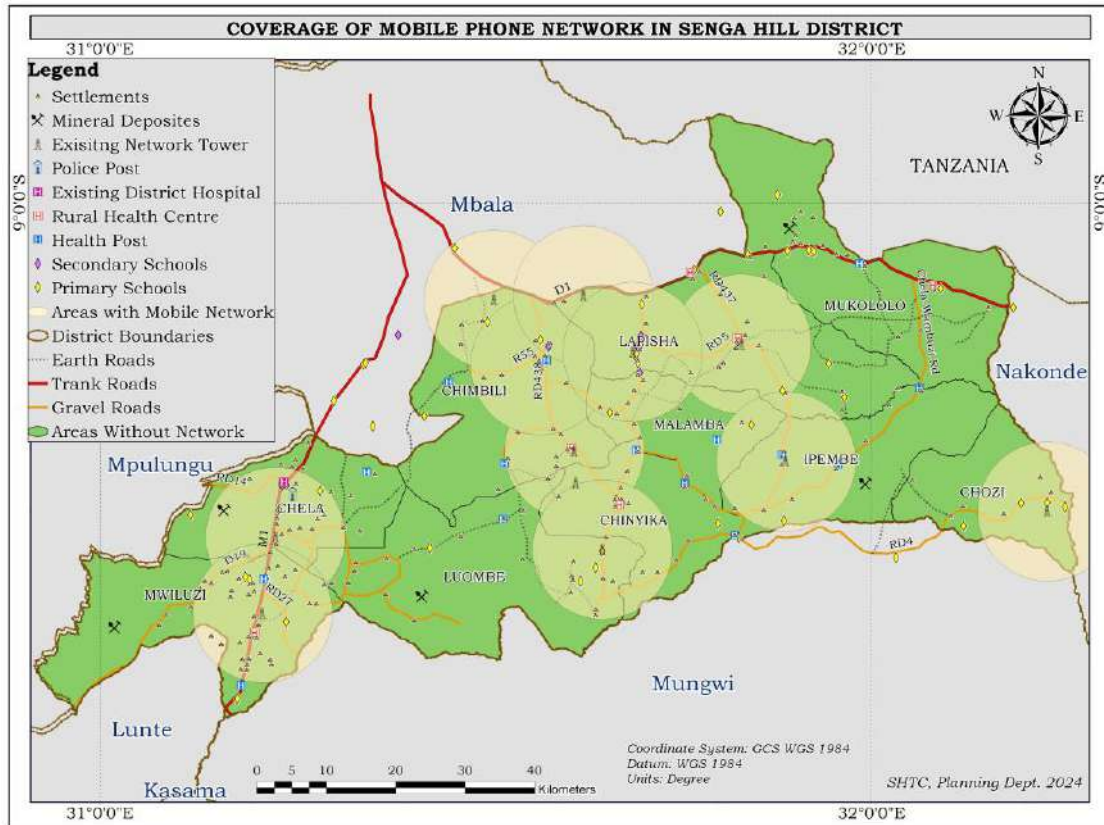 COVERAGE OF MOBILE PHONE NETWORK IN SENGA HILL DISTRICT
31°0'0"E
32°0'0"E
Legend
Settlements
Mineral Deposites
Exisitng Network Tower
Police Post
Existing District Hospital
Rural Health Centre
Health Post
Secondary Schools
Primary Schools
Areas with Mobile Network
District Boundaries
Earth Roads
Trank Roads
Gravel Roads
Areas Without Network
N
W
E
S
TANZANIA
9°0'0"S
9°0'0"S
Mbala
D1
RD437
MUKOLOLO
LAPISHA
RD5
R55
RD438
CHIMBILI
Nakonde
MALAMBA
Mpulungu
IPEMBE
RD14
CHELA
CHOZI
CHINYIKA
M1
RD4
D19
LUOMBE
MWILUZI
RD27
Mungwi
Lunte
Kasama
0 5 10 20 30 40
Kilometers
Coordinate System: GCS WGS 1984
Datum: WGS 1984
Units: Degree
SHTC, Planning Dept. 2024
31°0'0"E
32°0'0"E